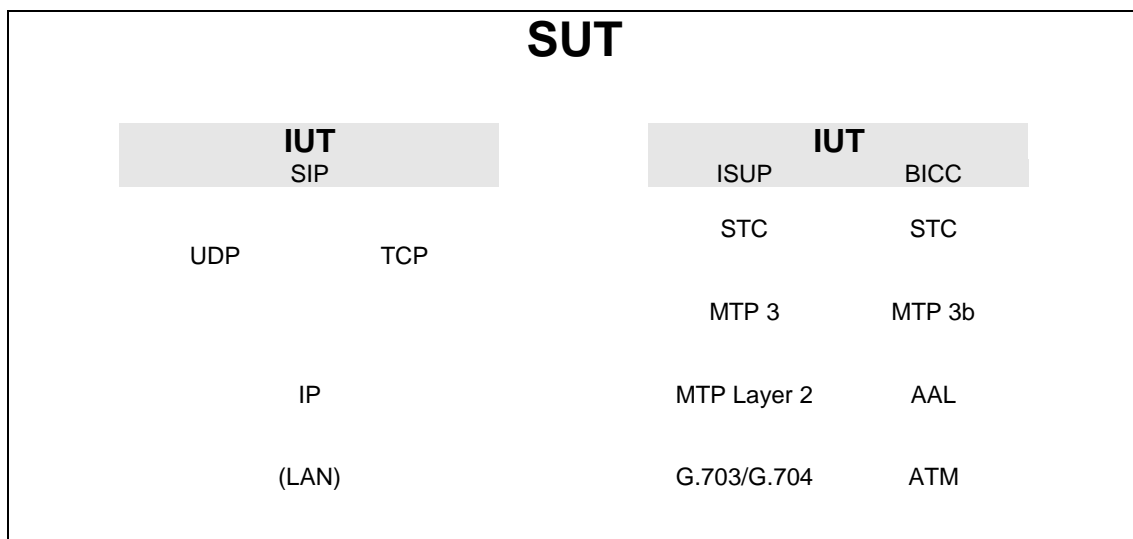 SUT
IUT IUT
SIP ISUP BICC
STC STC
UDP TCP
MTP 3 MTP 3b
IP MTP Layer 2 AAL
(LAN) G.703/G.704 ATM